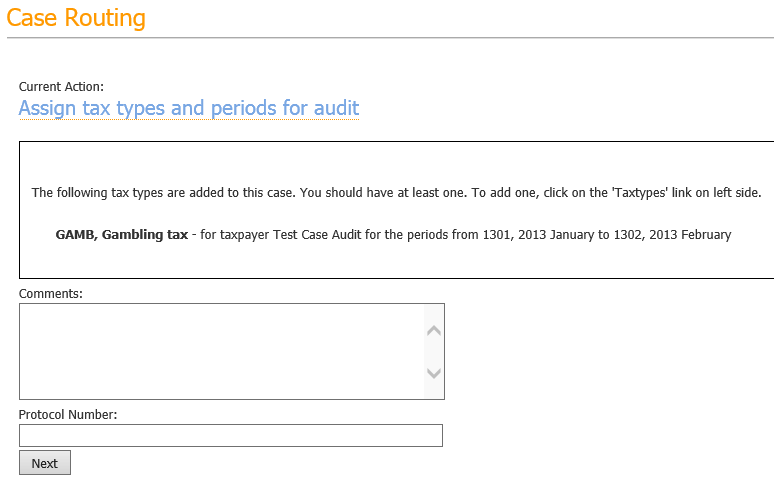 Case Routing
Current Action:
Assign tax types and periods for audit
The following tax types are added to this case. You should have at least one. To add one, click on the 'Taxtypes' link on left side.
GAMB, Gambling tax - for taxpayer Test Case Audit for the periods from 1301, 2013 January to 1302, 2013 February
Comments:
Protocol Number:
Next